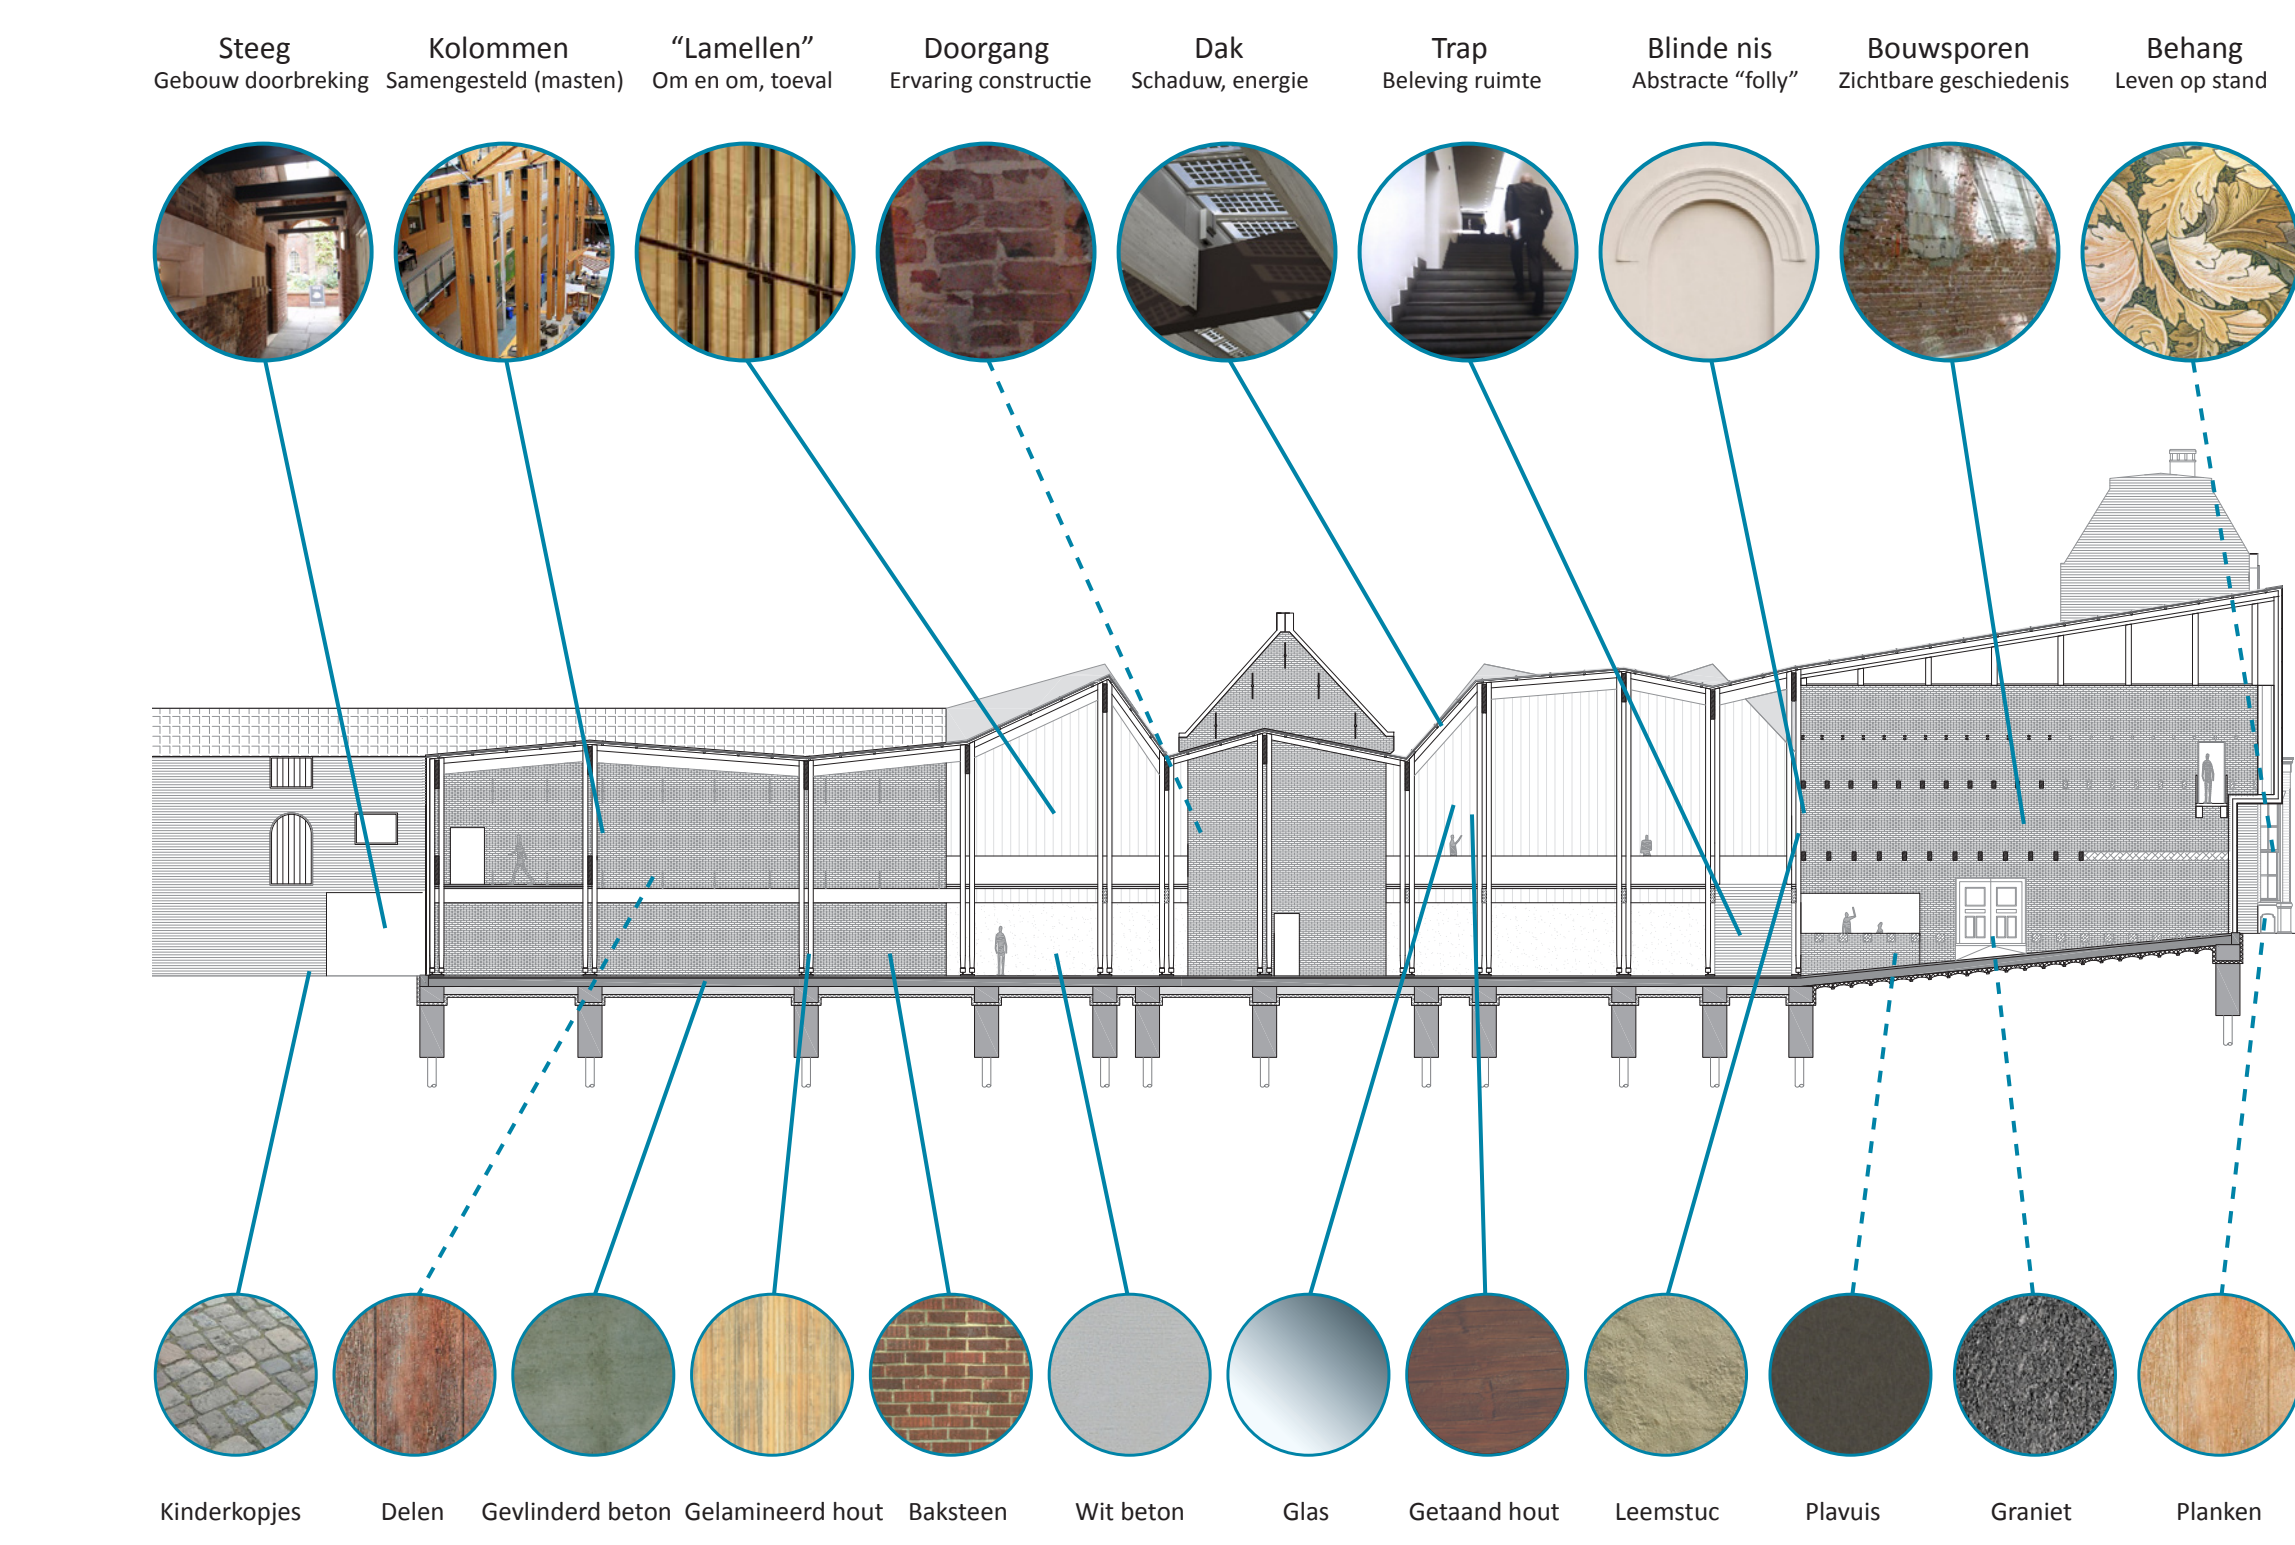 Steeg
Gebouw doorbreking
Kolommen
Samengesteld (masten)
“Lamellen”
Om en om, toeval
Doorgang
Ervaring constructie
Dak
Schaduw, energie
Trap
Beleving ruimte
Blinde nis
Abstracte “folly”
Bouwsporen
Zichtbare geschiedenis
Behang
Leven op stand
Kinderkopjes
Delen
Gevlinderd beton
Gelamineerd hout
Baksteen
Wit beton
Glas
Getaand hout
Leemstuc
Plavuis
Graniet
Planken